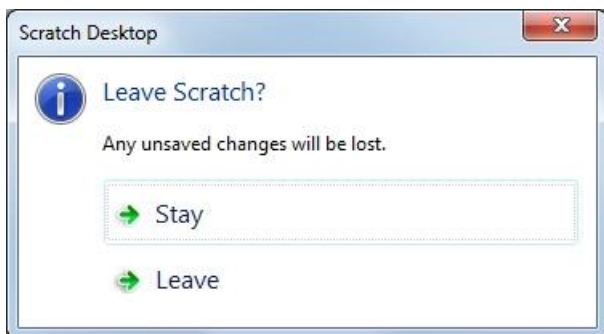 Scratch Desktop
Leave Scratch?
Any unsaved changes will be lost.
Stay
Leave